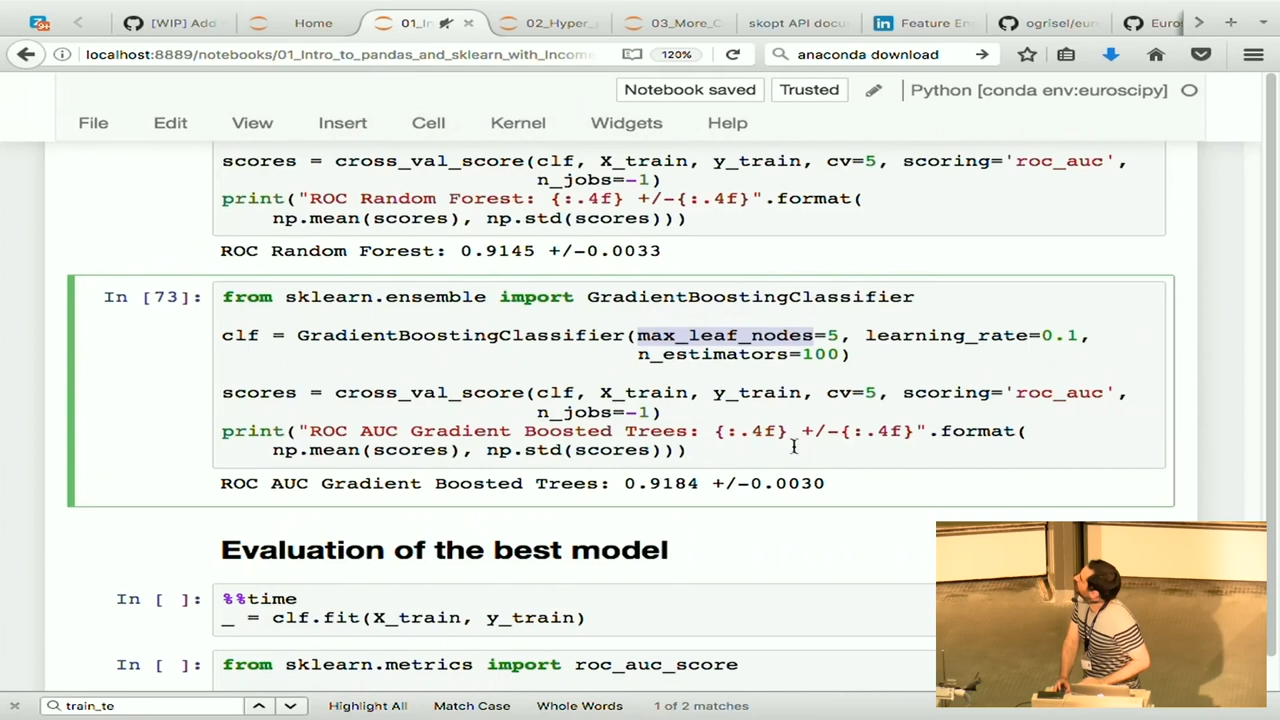 [WIP] Add
Home
01_In
02_Hyper_
03_More_C
skopt API docu
Feature En
ogrisel/eur
Euros
localhost:8889/notebooks/01_Intro_to_pandas_and_sklearn_with_Incom
120%
anaconda download
Notebook saved
Trusted
Python [conda env:euroscipy]
File Edit View Insert Cell Kernel Widgets Help
scores = cross_val_score(clf, X_train, y_train, cv=5, scoring='roc_auc',
n_jobs=-1)
print("ROC Random Forest: {:.4f} +/-{:.4f}".format(
np.mean(scores), np.std(scores)))
ROC Random Forest: 0.9145 +/-0.0033
In [73]: from sklearn.ensemble import GradientBoostingClassifier
clf = GradientBoostingClassifier(max_leaf_nodes=5, learning_rate=0.1,
n_estimators=100)
scores = cross_val_score(clf, X_train, y_train, cv=5, scoring='roc_auc',
n_jobs=-1)
print("ROC AUC Gradient Boosted Trees: {:.4f} +/-{:.4f}".format(
np.mean(scores), np.std(scores)))
ROC AUC Gradient Boosted Trees: 0.9184 +/-0.0030
Evaluation of the best model
In [ ]: %%time
_ = clf.fit(X_train, y_train)
In [ ]: from sklearn.metrics import roc_auc_score
train_te
Highlight All Match Case Whole Words 1 of 2 matches